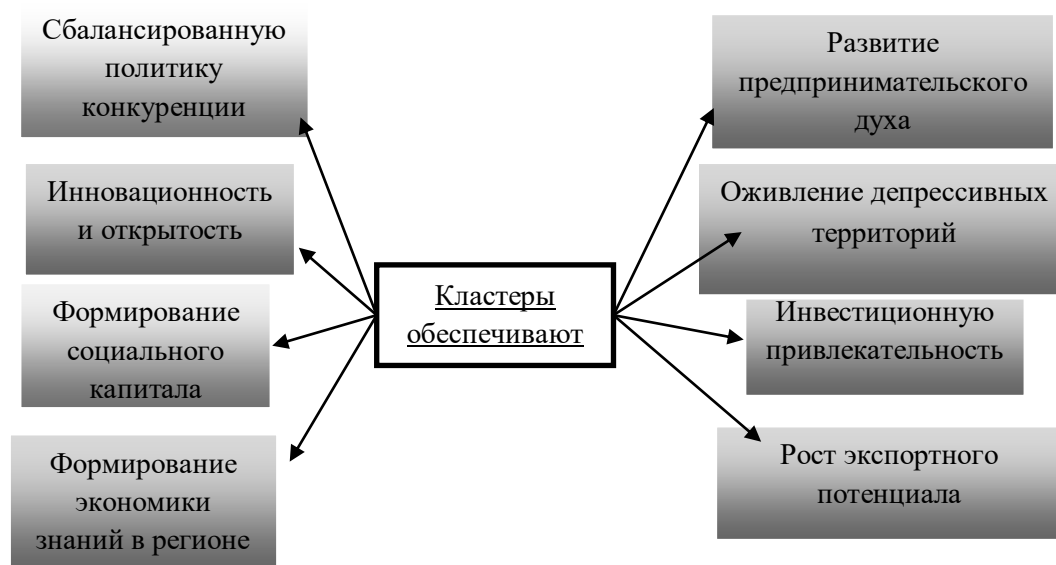 Сбалансированную
политику
конкуренции
Инновационность
и открытость
Формирование
социального
капитала
Формирование
экономики
знаний в регионе
Кластеры
обеспечивают
Развитие
предпринимательского
духа
Оживление депрессивных
территорий
Инвестиционную
привлекательность
Рост экспортного
потенциала